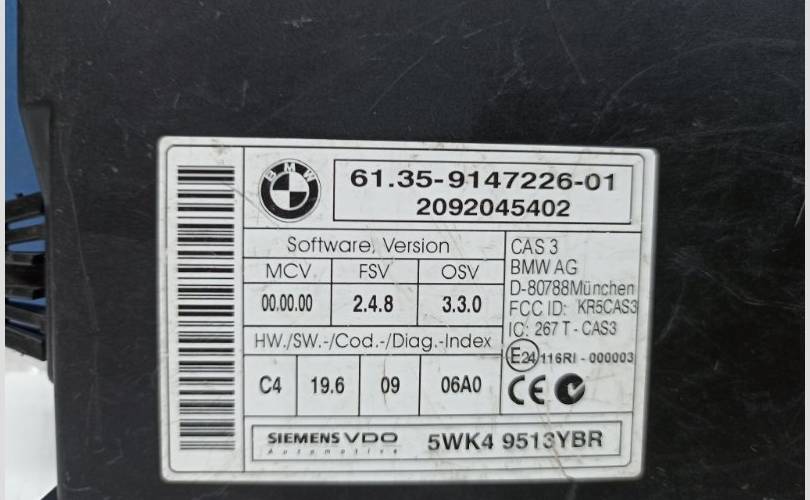 BMW
61.35-9147226-01
2092045402
Software, Version
MCV. FSV OSV
00.00.00 2.4.8 3.3.0
HW./SW.-/Cod.-/Diag.-Index
C4 19.6 09 06A0
CAS 3
BMW AG
D-80788München
FCC ID: KR5CAS3
IC: 267 T - CAS3
E24 116RI - 000003
CE
SIEMENS VDO 5WK4 9513YBR
Automotive